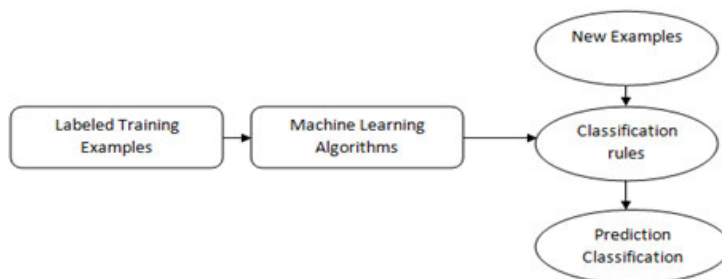 New Examples
Labeled Training
Examples
Machine Learning
Algorithms
Classification
rules
Prediction
Classification